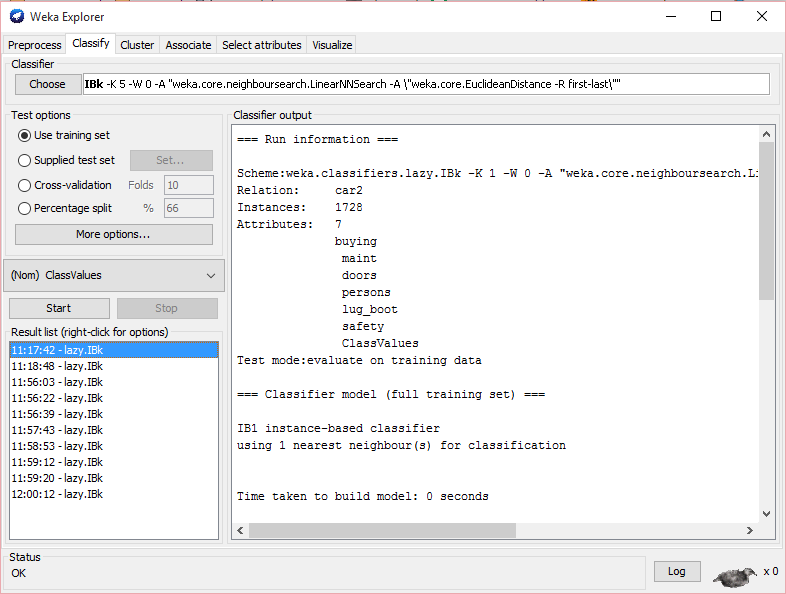 Weka Explorer
Preprocess Classify Cluster Associate Select attributes Visualize
Classifier
Choose IBk -K 5 -W 0 -A "weka.core.neighboursearch.LinearNNSearch -A \"weka.core.EuclideanDistance -R first-last\""
Test options
Use training set
Supplied test set Set...
Cross-validation Folds 10
Percentage split % 66
More options...
(Nom) ClassValues
Start Stop
Result list (right-click for options)
11:17:42 - lazy.IBk
11:18:48 - lazy.IBk
11:56:03 - lazy.IBk
11:56:22 - lazy.IBk
11:56:39 - lazy.IBk
11:57:43 - lazy.IBk
11:58:53 - lazy.IBk
11:59:12 - lazy.IBk
11:59:20 - lazy.IBk
12:00:12 - lazy.IBk
Classifier output
=== Run information ===
Scheme:weka.classifiers.lazy.IBk -K 1 -W 0 -A "weka.core.neighboursearch.Li
Relation: car2
Instances: 1728
Attributes: 7
buying
maint
doors
persons
lug_boot
safety
ClassValues
Test mode:evaluate on training data
=== Classifier model (full training set) ===
IB1 instance-based classifier
using 1 nearest neighbour(s) for classification
Time taken to build model: 0 seconds
Status
OK
Log x 0